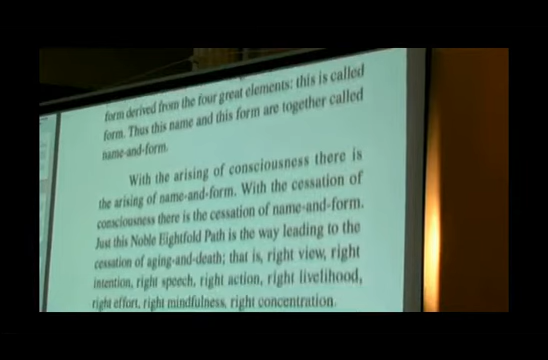 form derived from the four great elements: this is called
form. Thus this name and this form are together called
name-and-form.
With the arising of consciousness there is
the arising of name-and-form. With the cessation of
consciousness there is the cessation of name-and-form.
Just this Noble Eightfold Path is the way leading to the
cessation of aging-and-death; that is, right view, right
intention, right speech, right action, right livelihood,
right effort, right mindfulness, right concentration.